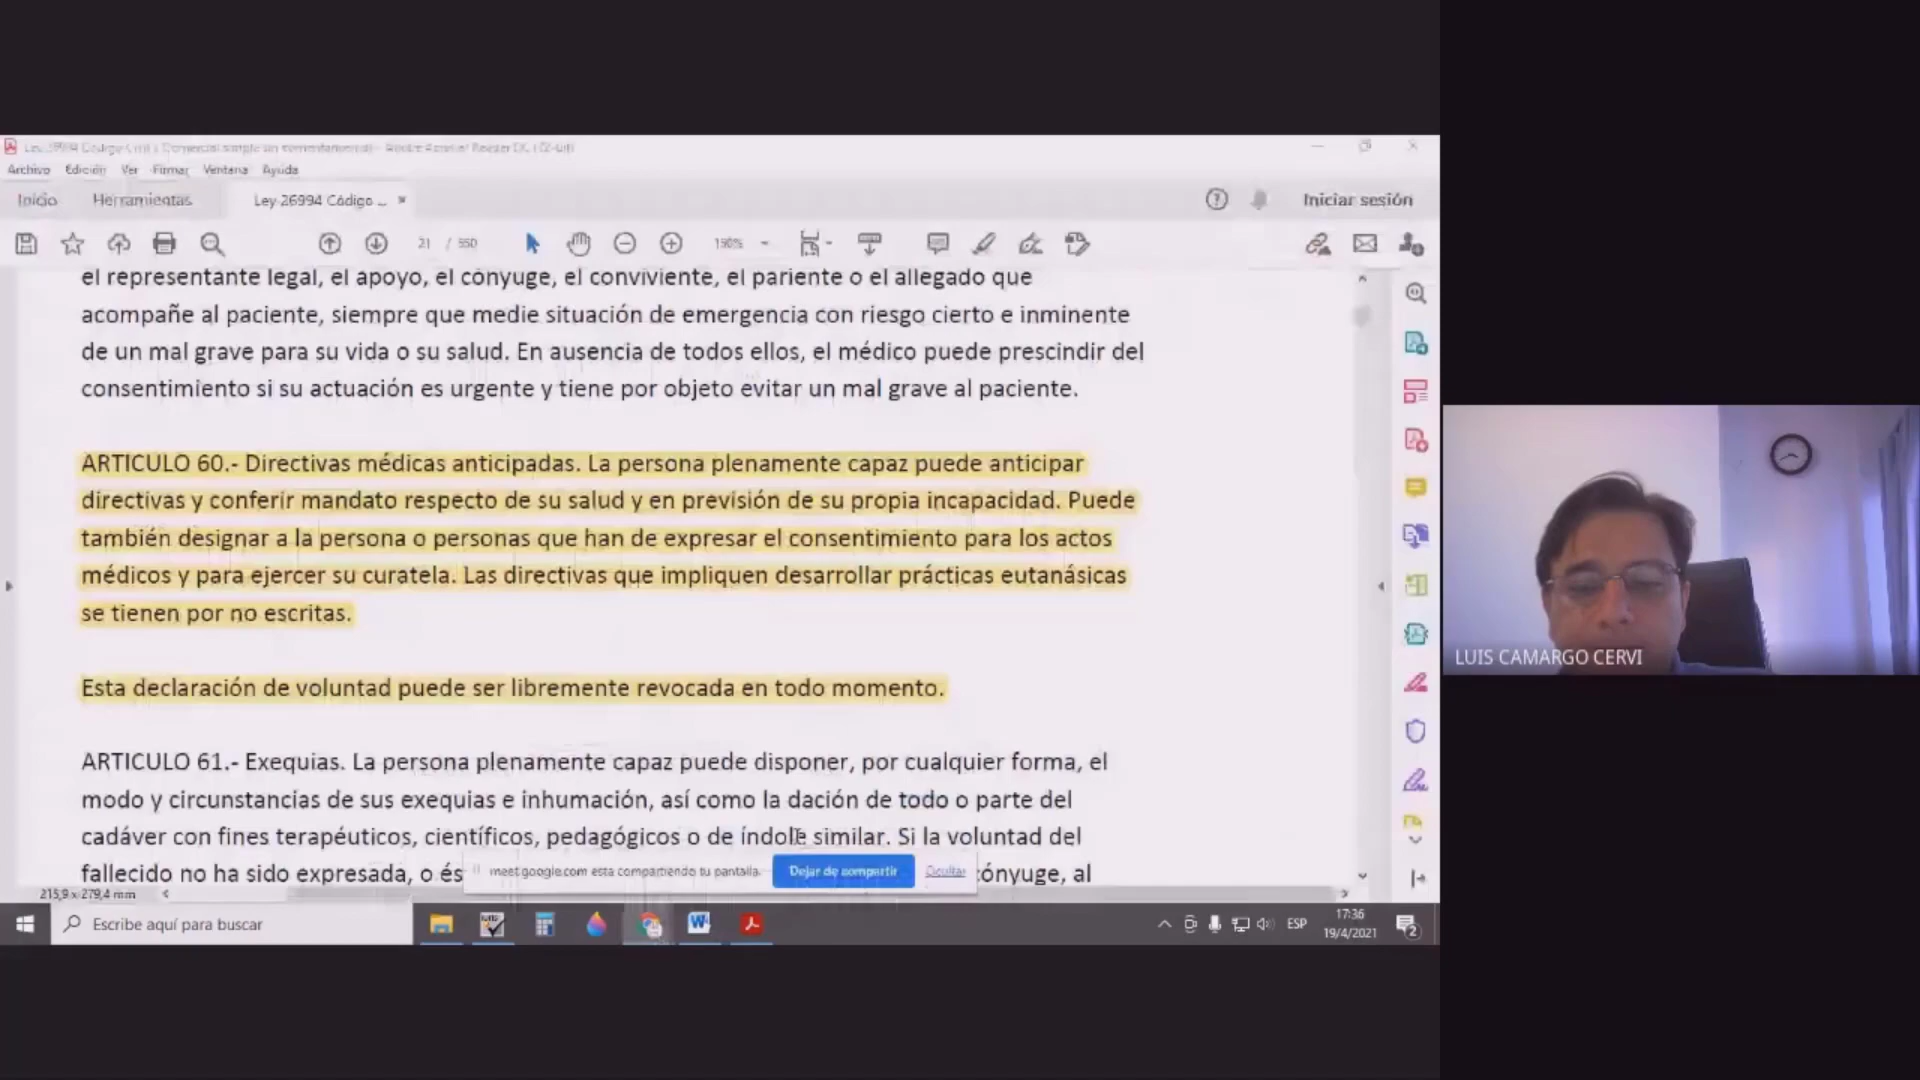 Archivo Edición Ver Firmar Ventana Ayuda
Inicio Herramientas Ley 26994 Código ... × Iniciar sesión
21 / 550 150%
el representante legal, el apoyo, el cónyuge, el conviviente, el pariente o el allegado que
acompañe al paciente, siempre que medie situación de emergencia con riesgo cierto e inminente
de un mal grave para su vida o su salud. En ausencia de todos ellos, el médico puede prescindir del
consentimiento si su actuación es urgente y tiene por objeto evitar un mal grave al paciente.
ARTICULO 60.- Directivas médicas anticipadas. La persona plenamente capaz puede anticipar
directivas y conferir mandato respecto de su salud y en previsión de su propia incapacidad. Puede
también designar a la persona o personas que han de expresar el consentimiento para los actos
médicos y para ejercer su curatela. Las directivas que impliquen desarrollar prácticas eutanásicas
se tienen por no escritas.
Esta declaración de voluntad puede ser libremente revocada en todo momento.
ARTICULO 61.- Exequias. La persona plenamente capaz puede disponer, por cualquier forma, el
modo y circunstancias de sus exequias e inhumación, así como la dación de todo o parte del
cadáver con fines terapéuticos, científicos, pedagógicos o de índole similar. Si la voluntad del
fallecido no ha sido expresada, o és cónyuge, al
meet.google.com esta compartiendo tu pantalla. Dejar de compartir Ocultar
215,9 x 279,4 mm
Escribe aquí para buscar
ESP
17:36
19/4/2021
2
LUIS CAMARGO CERVI